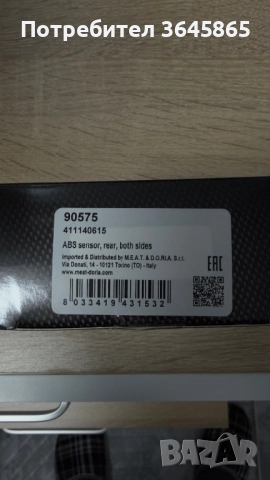 Потребител 3645865
90575
411140615
ABS sensor, rear, both sides
Imported & Distributed by M.E.A.T. & D.O.R.I.A. S.r.l.
Via Donati, 14 - 10121 Torino (TO) - Italy
www.meat-doria.com
EAC
8 033419 431532
BAZAR